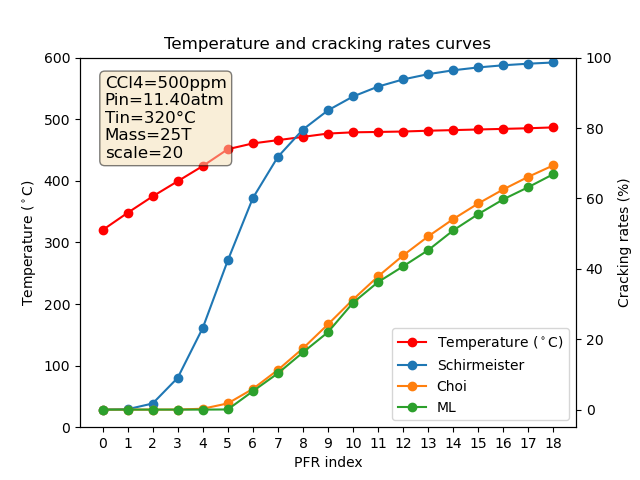 Temperature and cracking rates curves
CCl4=500ppm
Pin=11.40atm
Tin=320°C
Mass=25T
scale=20
600
500
400
300
200
100
0
Temperature (°C)
100
80
60
40
20
0
Cracking rates (%)
Temperature (°C)
Schirmeister
Choi
ML
0 1 2 3 4 5 6 7 8 9 10 11 12 13 14 15 16 17 18
PFR index